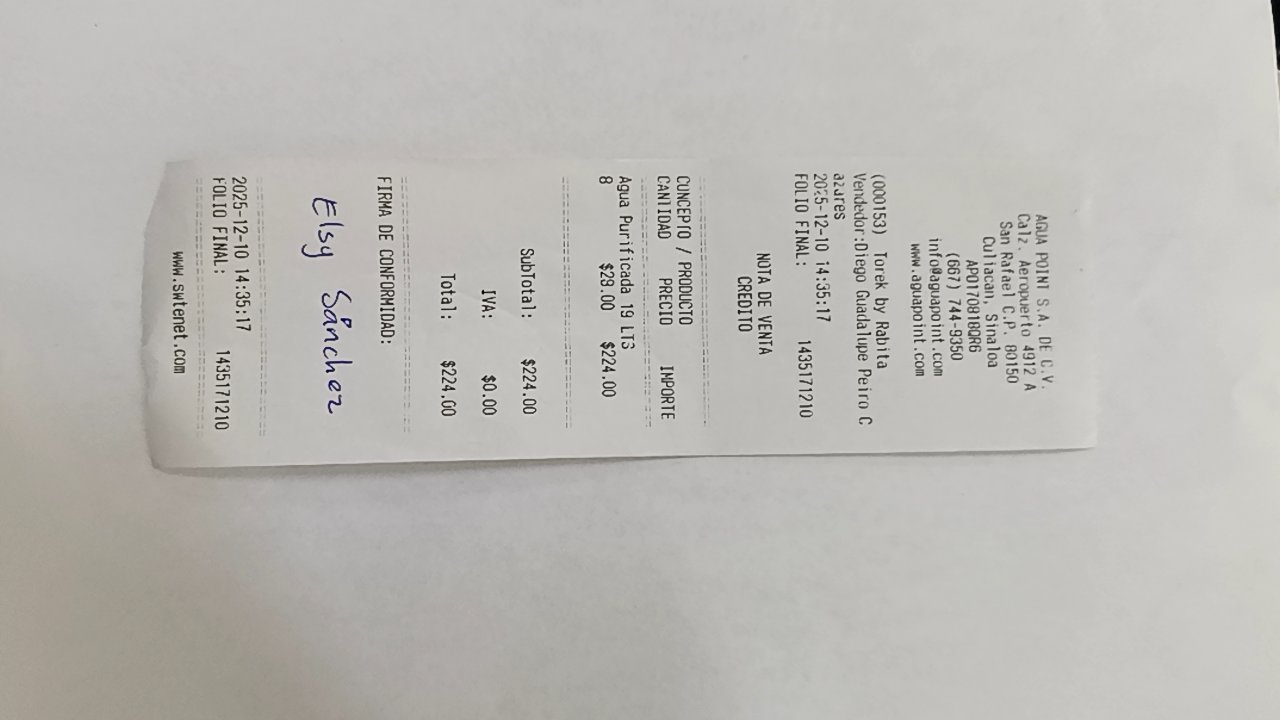 AGUA POINT S.A. DE C.V.
Calz. Aeropuerto 4912 A
San Rafael C.P. 80150
Culiacan, Sinaloa
APO170818QR6
(667) 744-9350
info@aguapoint.com
www.aguapoint.com
(000153) Torek by Rabita
Vendedor:Diego Guadalupe Peiro C
azares
2025-12-10 14:35:17
FOLIO FINAL: 1435171210
NOTA DE VENTA
CREDITO
CONCEPTO / PRODUCTO
CANTIDAD PRECIO IMPORTE
Agua Purificada 19 LTS
8 $28.00 $224.00
SubTotal: $224.00
IVA: $0.00
Total: $224.00
FIRMA DE CONFORMIDAD:
Elsy Sánchez
2025-12-10 14:35:17
FOLIO FINAL: 1435171210
www.swtenet.com